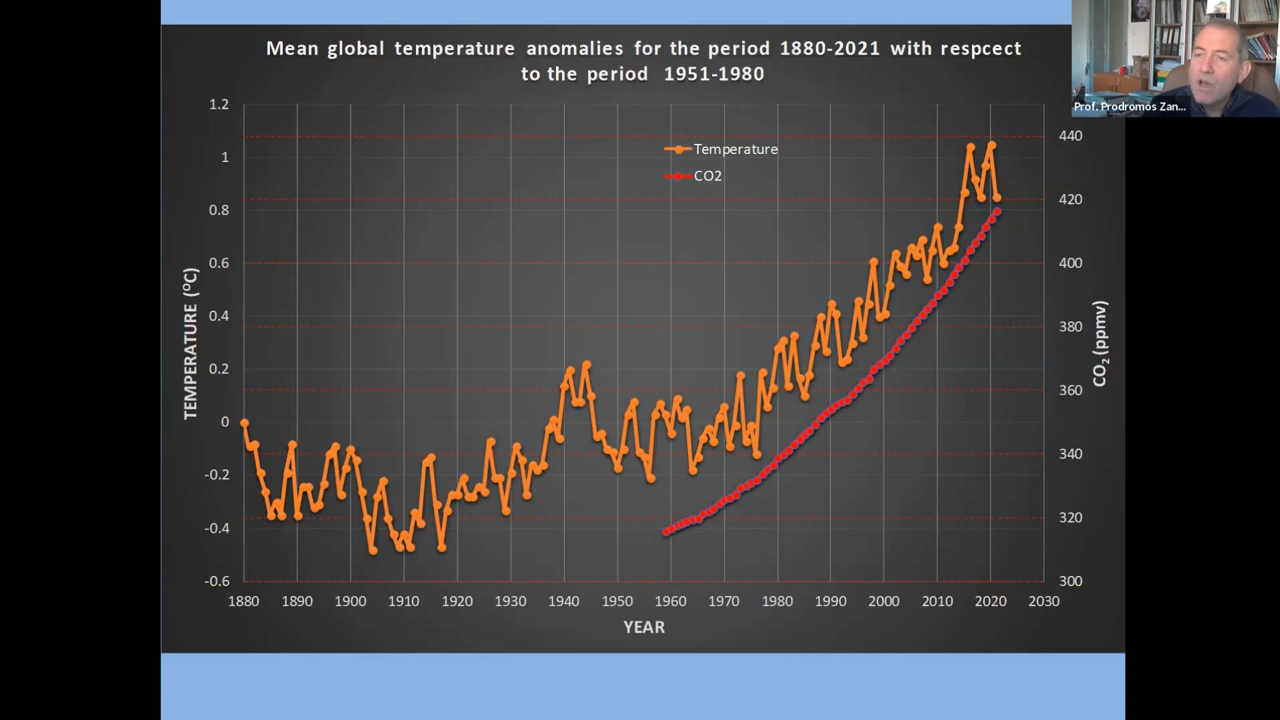 Mean global temperature anomalies for the period 1880-2021 with respcect
to the period 1951-1980
Prof. Prodromos Zan...
1.2
1
0.8
0.6
0.4
0.2
0
-0.2
-0.4
-0.6
TEMPERATURE (°C)
Temperature
CO2
440
420
400
380
360
340
320
300
CO2 (ppmv)
1880 1890 1900 1910 1920 1930 1940 1950 1960 1970 1980 1990 2000 2010 2020 2030
YEAR